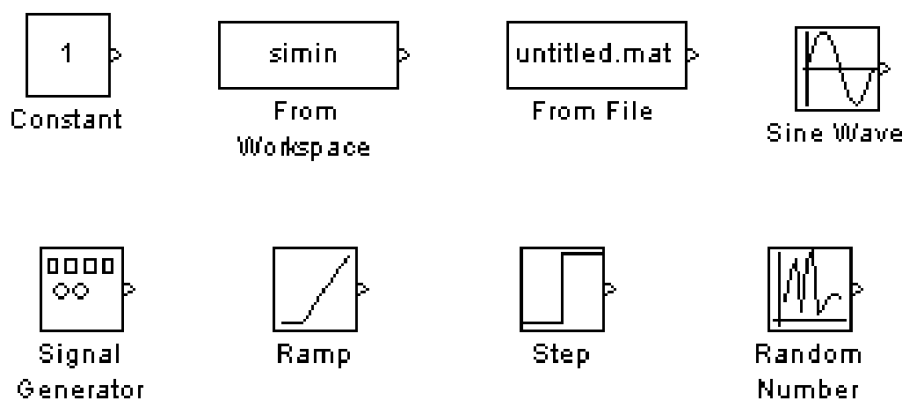 1
simin
untitled.mat
Constant
From
Workspace
From File
Sine Wave
Signal
Generator
Ramp
Step
Random
Number